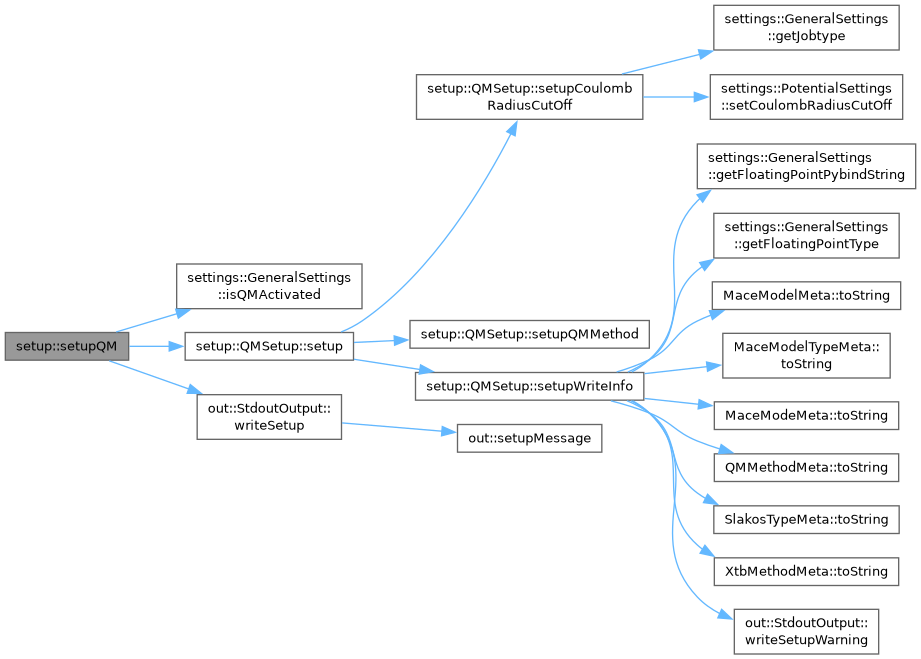 setup::setupQM
settings::GeneralSettings
::isQMActivated
setup::QMSetup::setup
out::StdoutOutput::
writeSetup
setup::QMSetup::setupCoulomb
RadiusCutOff
setup::QMSetup::setupQMMethod
setup::QMSetup::setupWriteInfo
out::setupMessage
settings::GeneralSettings
::getJobtype
settings::PotentialSettings
::setCoulombRadiusCutOff
settings::GeneralSettings
::getFloatingPointPybindString
settings::GeneralSettings
::getFloatingPointType
MaceModelMeta::toString
MaceModelTypeMeta::
toString
MaceModeMeta::toString
QMMethodMeta::toString
SlakosTypeMeta::toString
XtbMethodMeta::toString
out::StdoutOutput::
writeSetupWarning